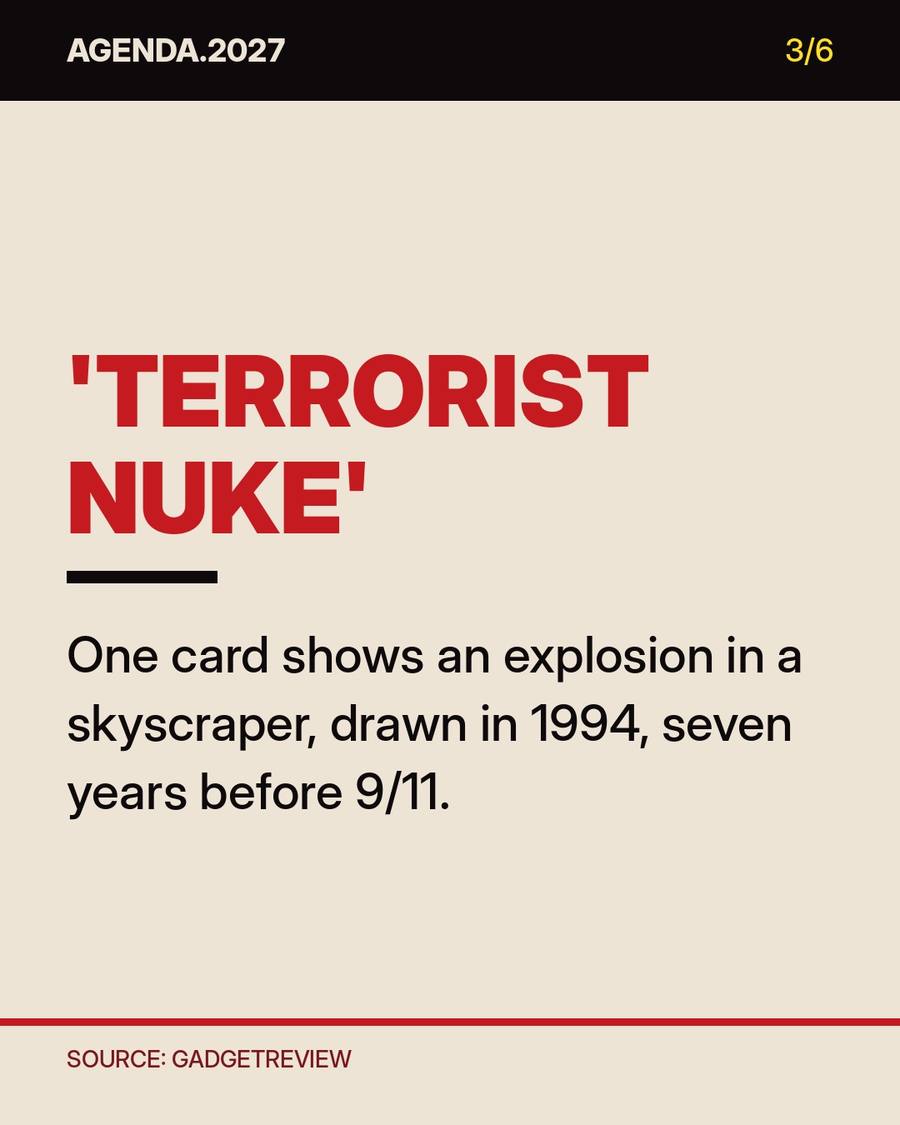 AGENDA.2027
3/6
'TERRORIST
NUKE'
One card shows an explosion in a
skyscraper, drawn in 1994, seven
years before 9/11.
SOURCE: GADGETREVIEW